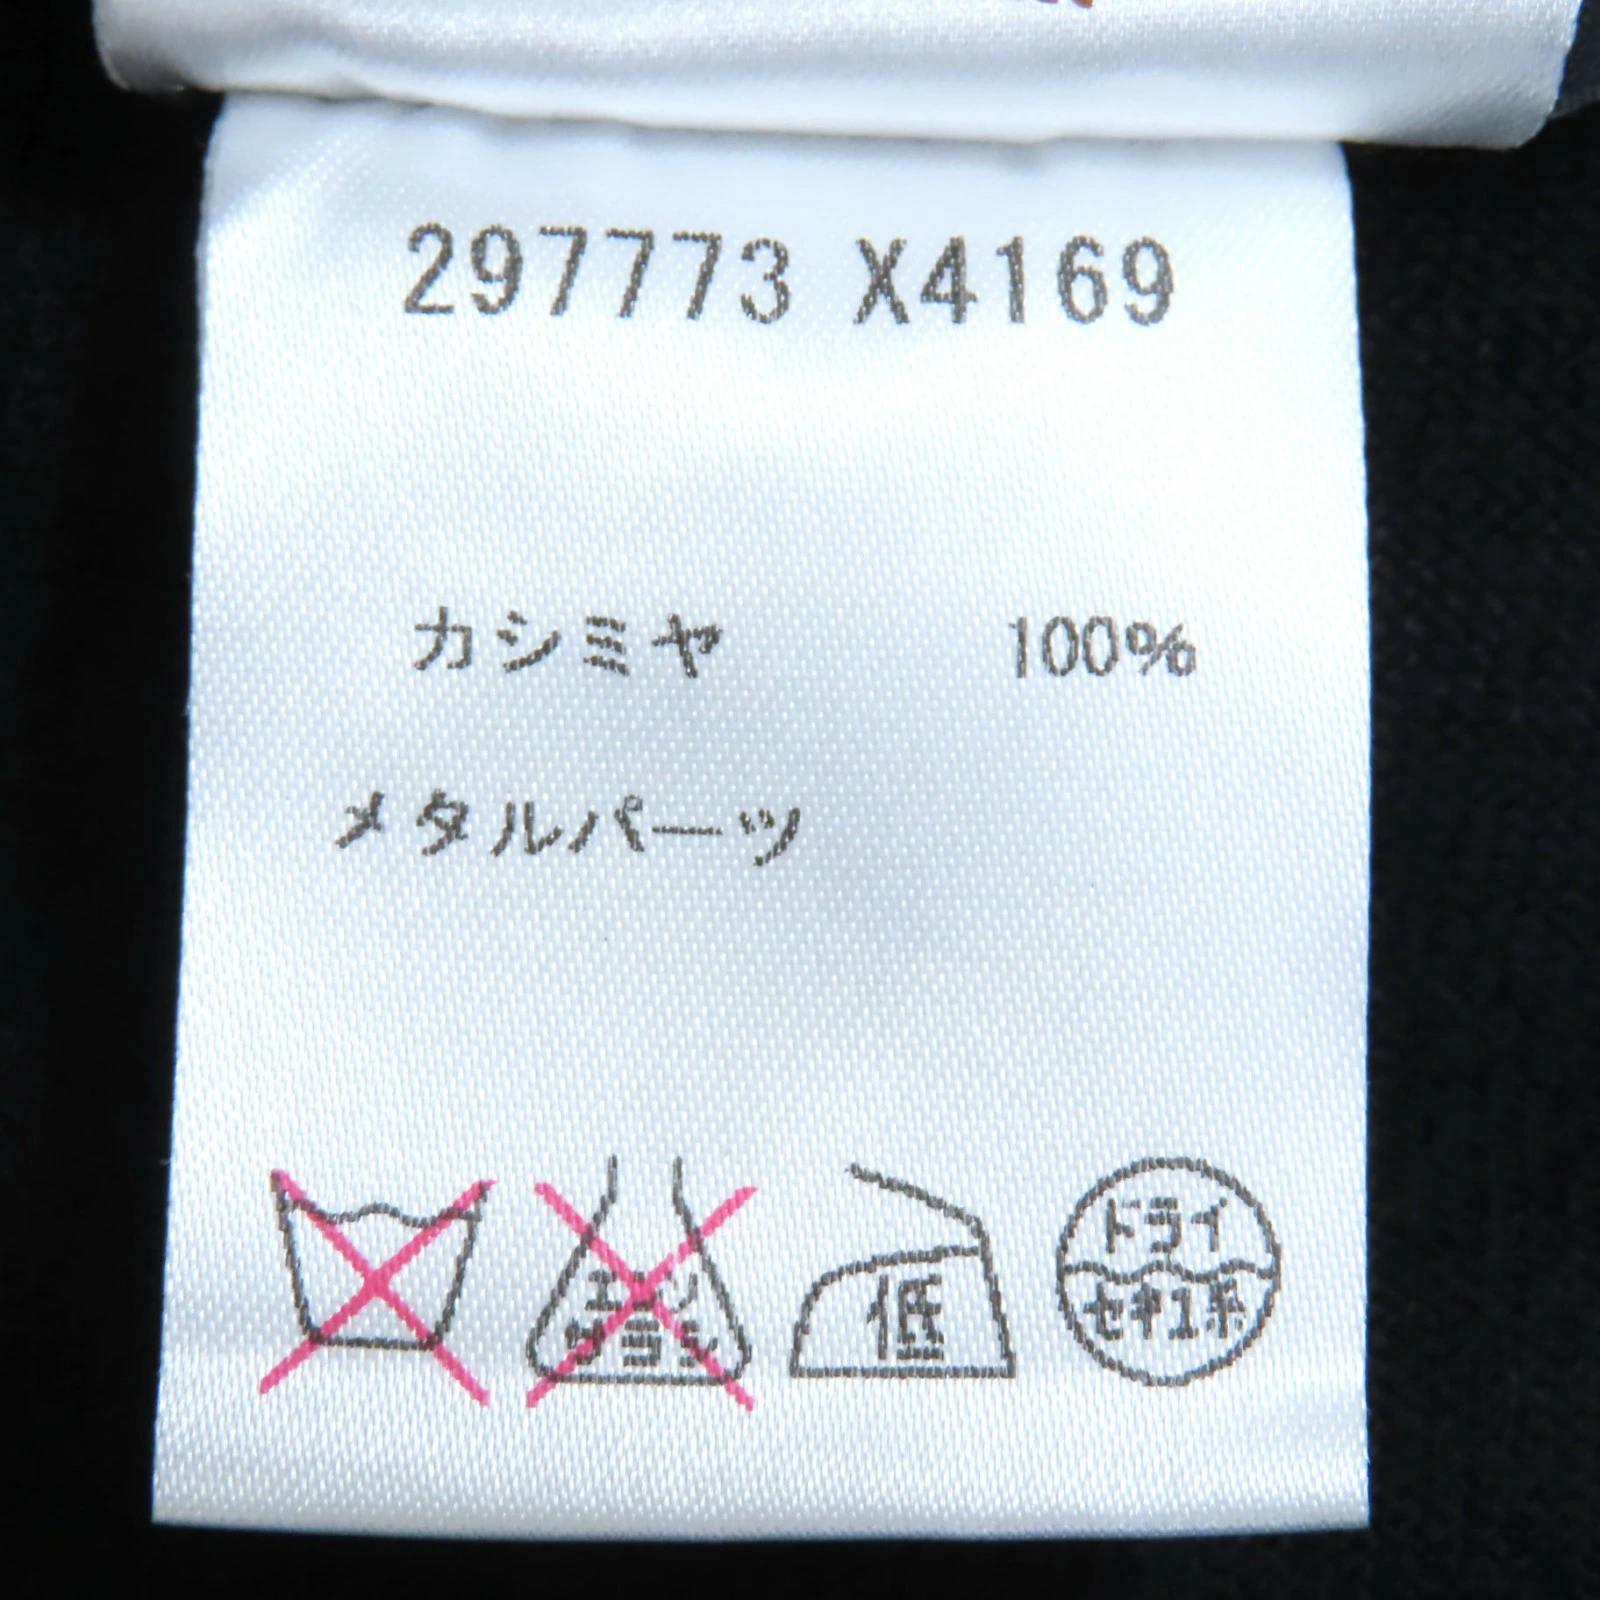 297773 X4169
カシミヤ 100%
メタルパーツ
エンソ
サラシ
低
ドライ
セキユ系